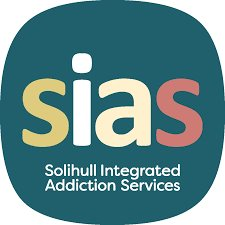 sias
Solihull Integrated
Addiction Services